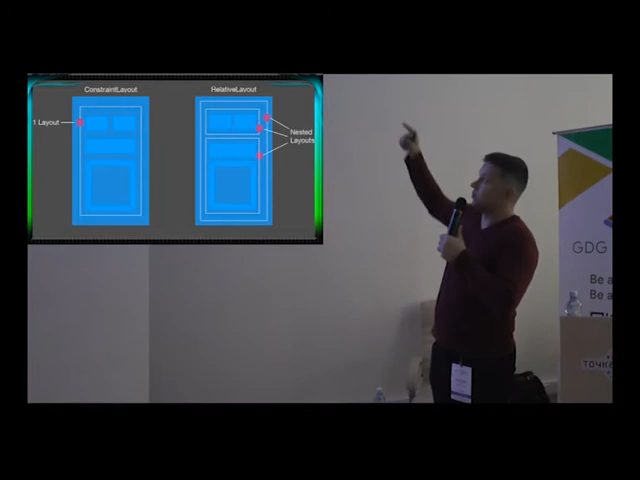 ConstraintLayout
RelativeLayout
1 Layout
Nested
Layouts
GDG
Be a
Be a
точка